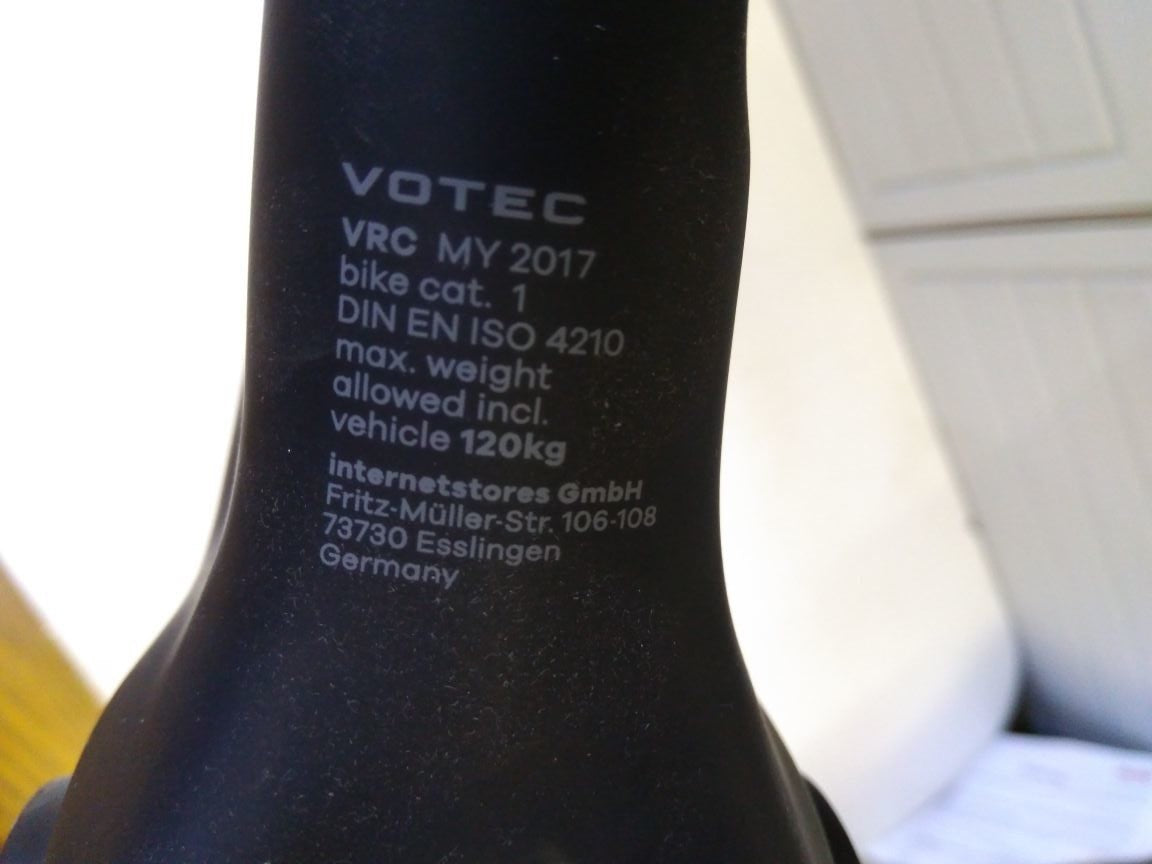 VOTEC
VRC MY 2017
bike cat. 1
DIN EN ISO 4210
max. weight
allowed incl.
vehicle 120kg
internetstores GmbH
Fritz-Müller-Str. 106-108
73730 Esslingen
Germany